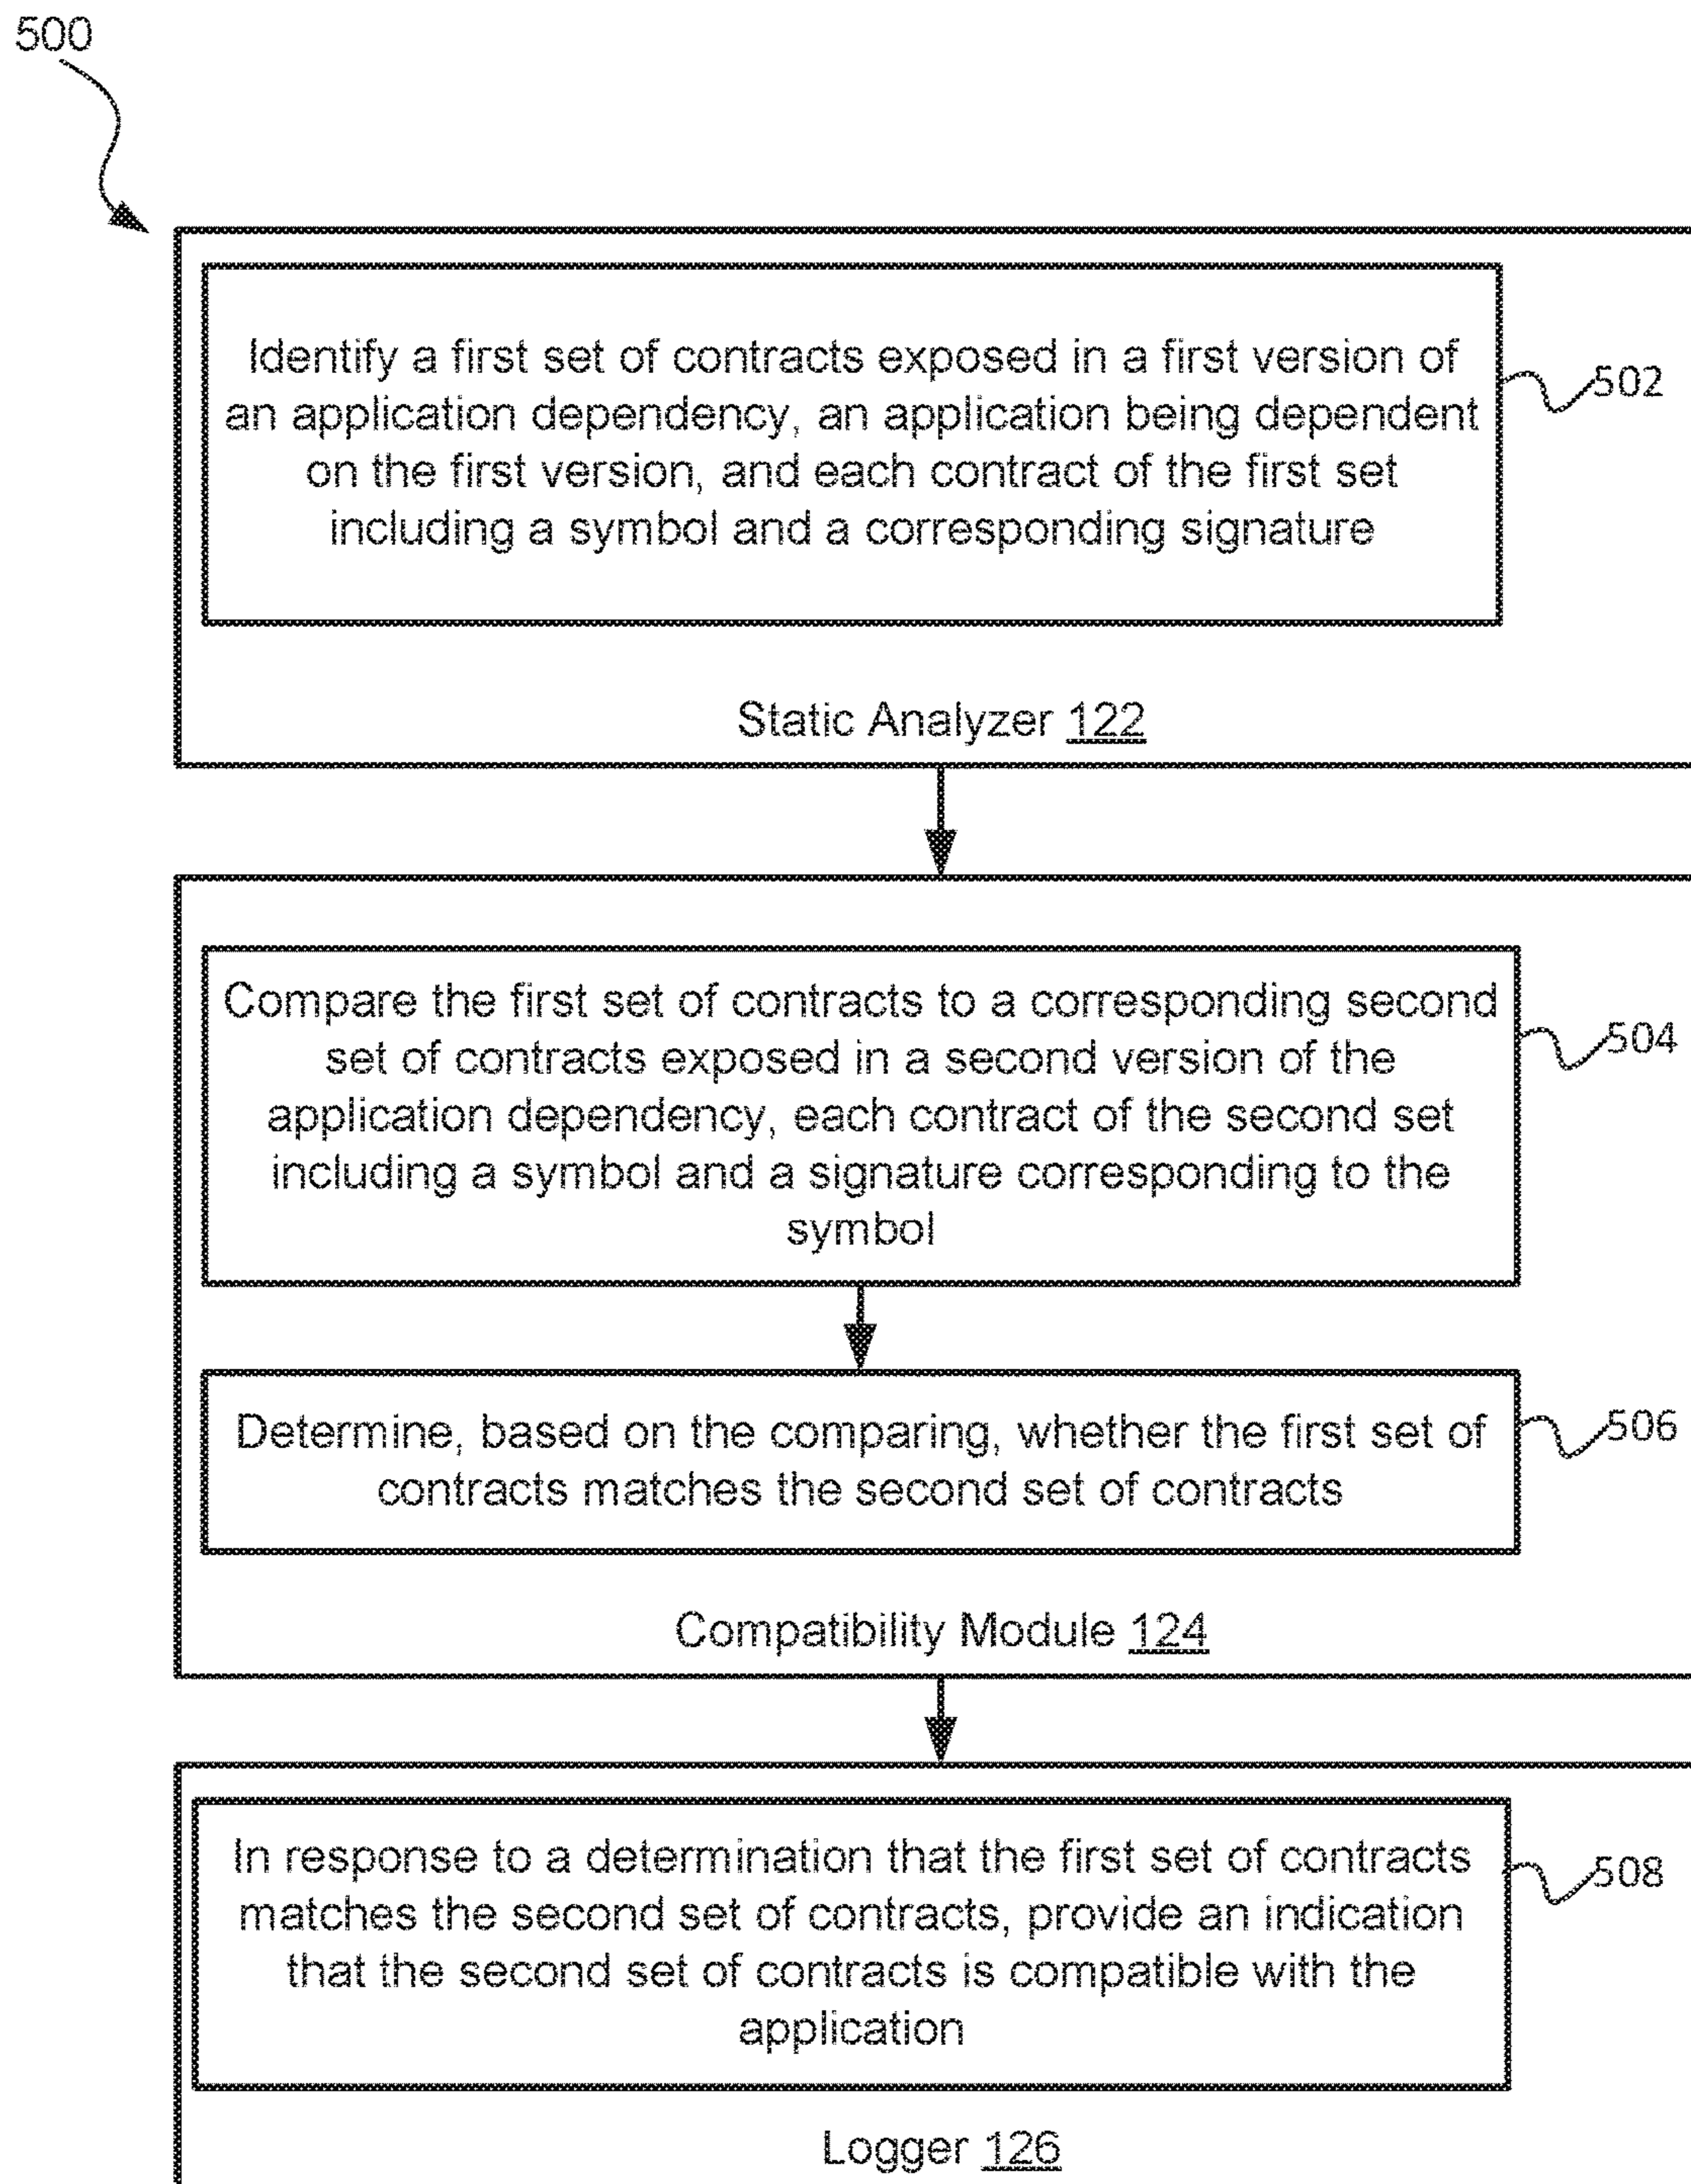 500
Identify a first set of contracts exposed in a first version of
an application dependency, an application being dependent
on the first version, and each contract of the first set
including a symbol and a corresponding signature
502
Static Analyzer 122
Compare the first set of contracts to a corresponding second
set of contracts exposed in a second version of the
application dependency, each contract of the second set
including a symbol and a signature corresponding to the
symbol
504
Determine, based on the comparing, whether the first set of
contracts matches the second set of contracts
506
Compatibility Module 124
In response to a determination that the first set of contracts
matches the second set of contracts, provide an indication
that the second set of contracts is compatible with the
application
508
Logger 126